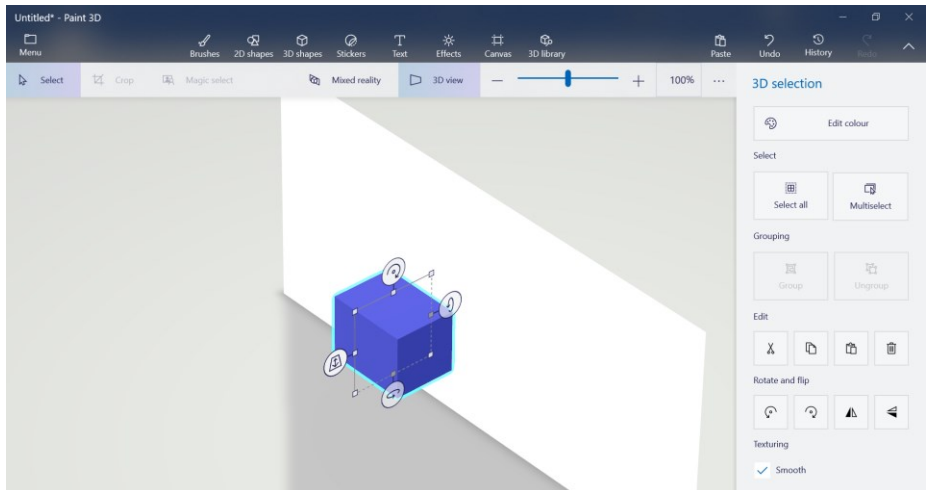 Untitled* - Paint 3D
Menu
Brushes
2D shapes
3D shapes
Stickers
Text
Effects
Canvas
3D library
Paste
Undo
History
Redo
Select
Crop
Magic select
Mixed reality
3D view
100%
3D selection
Edit colour
Select
Select all
Multiselect
Grouping
Group
Ungroup
Edit
Rotate and flip
Texturing
Smooth